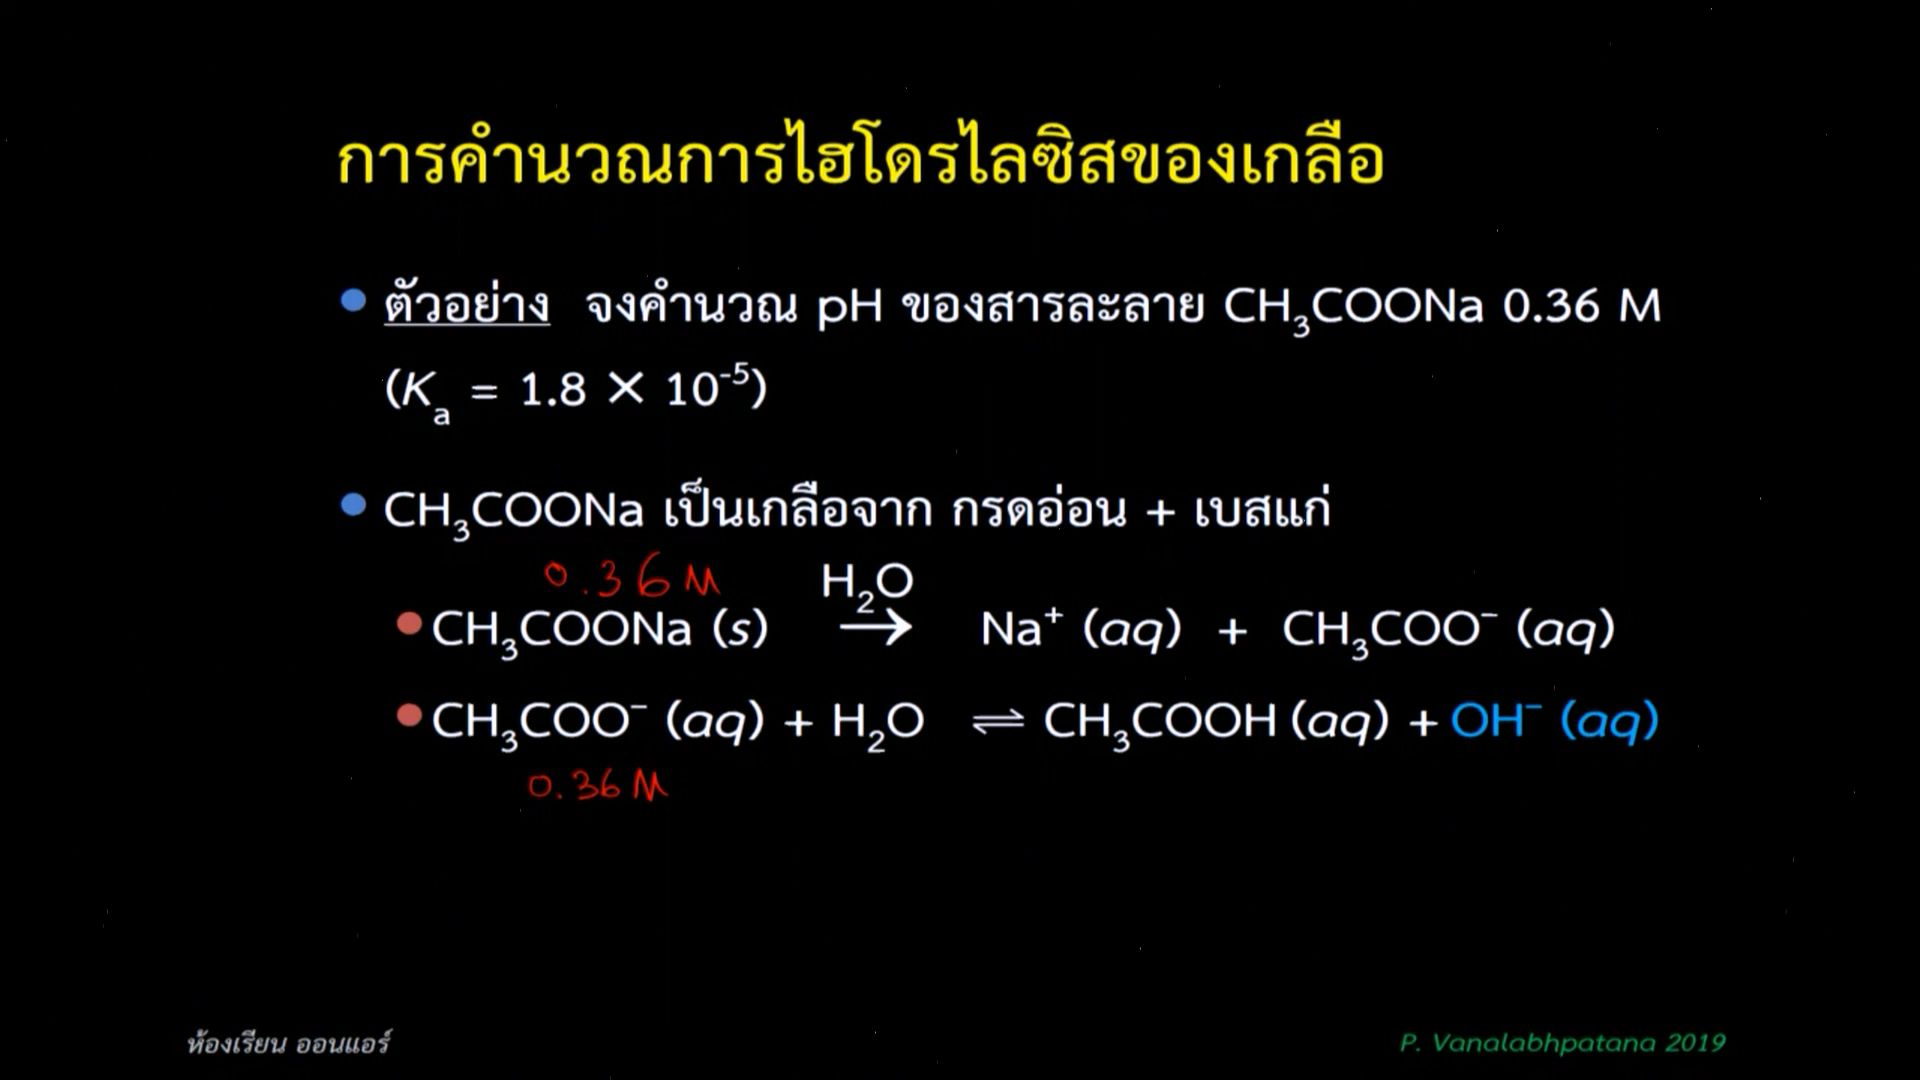 การคำนวณการไฮโดรไลซิสของเกลือ
ตัวอย่าง จงคำนวณ pH ของสารละลาย CH₃COONa 0.36 M
(Kₐ = 1.8 × 10⁻⁵)
CH₃COONa เป็นเกลือจาก กรดอ่อน + เบสแก่
0.36 M
H₂O
CH₃COONa (s) → Na⁺ (aq) + CH₃COO⁻ (aq)
CH₃COO⁻ (aq) + H₂O ⇌ CH₃COOH (aq) + OH⁻ (aq)
0.36 M
ห้องเรียน ออนแอร์
P. Vanalabhpatana 2019